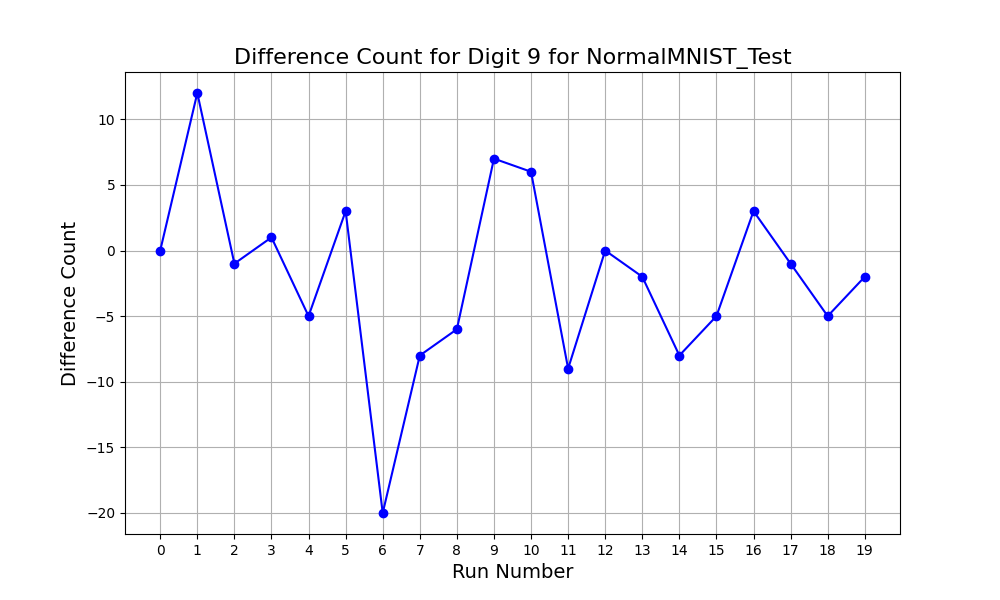 Difference Count for Digit 9 for NormalMNIST_Test
10
5
0
−5
−10
−15
−20
Difference Count
0 1 2 3 4 5 6 7 8 9 10 11 12 13 14 15 16 17 18 19
Run Number